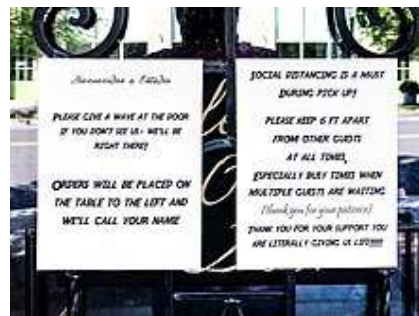 PLEASE GIVE A WAVE AT THE DOOR
IF YOU DON'T SEE US! WE'LL BE
RIGHT THERE!
ORDERS WILL BE PLACED ON
THE TABLE TO THE LEFT AND
WE'LL CALL YOUR NAME
SOCIAL DISTANCING IS A MUST
DURING PICK UP!
PLEASE KEEP 6 FT APART
FROM OTHER GUESTS
AT ALL TIMES,
ESPECIALLY BUSY TIMES WHEN
MULTIPLE GUESTS ARE WAITING
(Thank you for your patience)
THANK YOU FOR YOUR SUPPORT YOU
ARE LITERALLY GIVING US LIFE!!!!!